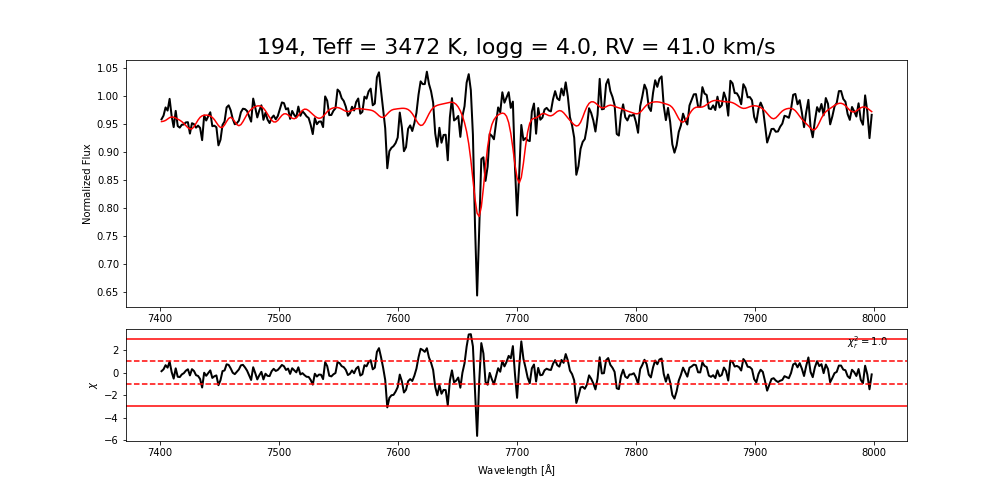 194, Teff = 3472 K, logg = 4.0, RV = 41.0 km/s
1.05
1.00
0.95
0.90
0.85
0.80
0.75
0.70
0.65
Normalized Flux
7400 7500 7600 7700 7800 7900 8000
χ²ᵣ = 1.0
2
0
−2
−4
−6
χ
7400 7500 7600 7700 7800 7900 8000
Wavelength [Å]